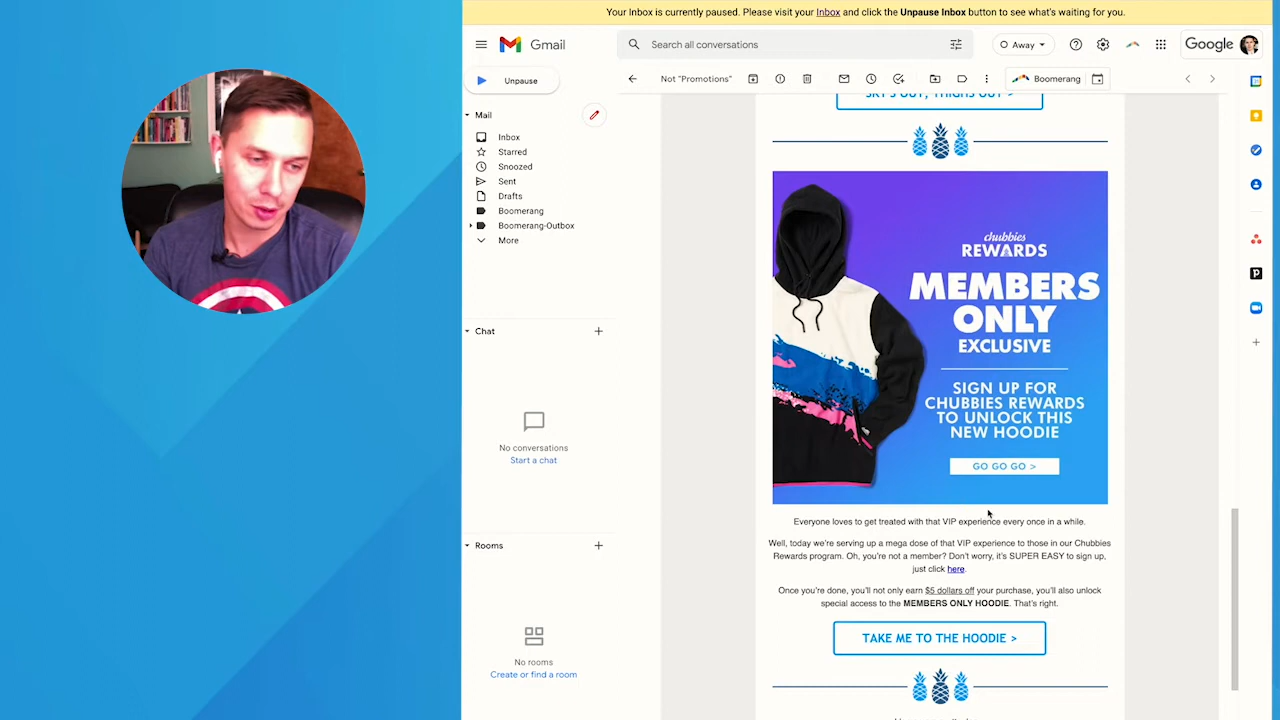 Your Inbox is currently paused. Please visit your Inbox and click the Unpause Inbox button to see what's waiting for you.
Gmail
Search all conversations
Away
Google
Unpause
Not "Promotions"
Boomerang
Mail
Inbox
Starred
Snoozed
Sent
Drafts
Boomerang
Boomerang-Outbox
More
Chat
No conversations
Start a chat
Rooms
No rooms
Create or find a room
SKY'S OUT, THIGHS OUT >
chubbies
REWARDS
MEMBERS
ONLY
EXCLUSIVE
SIGN UP FOR
CHUBBIES REWARDS
TO UNLOCK THIS
NEW HOODIE
GO GO GO >
Everyone loves to get treated with that VIP experience every once in a while.
Well, today we're serving up a mega dose of that VIP experience to those in our Chubbies
Rewards program. Oh, you're not a member? Don't worry, it's SUPER EASY to sign up,
just click here.
Once you're done, you'll not only earn $5 dollars off your purchase, you'll also unlock
special access to the MEMBERS ONLY HOODIE. That's right.
TAKE ME TO THE HOODIE >